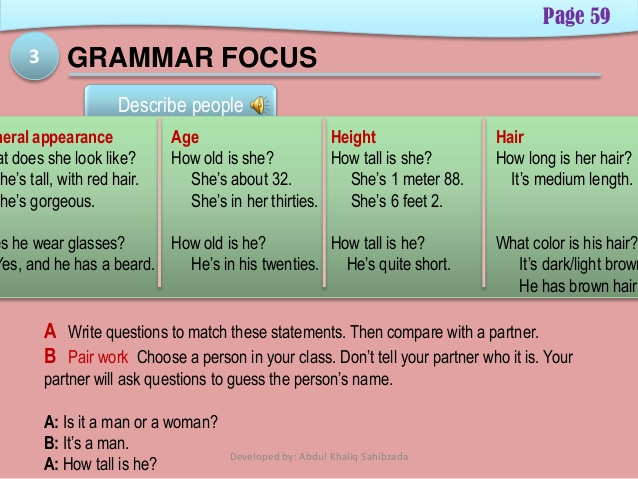 Page 59
3 GRAMMAR FOCUS
Describe people
neral appearance
at does she look like?
he's tall, with red hair.
he's gorgeous.
es he wear glasses?
Yes, and he has a beard.
Age
How old is she?
She's about 32.
She's in her thirties.
How old is he?
He's in his twenties.
Height
How tall is she?
She's 1 meter 88.
She's 6 feet 2.
How tall is he?
He's quite short.
Hair
How long is her hair?
It's medium length.
What color is his hair?
It's dark/light brown
He has brown hair
A Write questions to match these statements. Then compare with a partner.
B Pair work Choose a person in your class. Don't tell your partner who it is. Your
partner will ask questions to guess the person's name.
A: Is it a man or a woman?
B: It's a man.
A: How tall is he?
Developed by: Abdul Khaliq Sahibzada